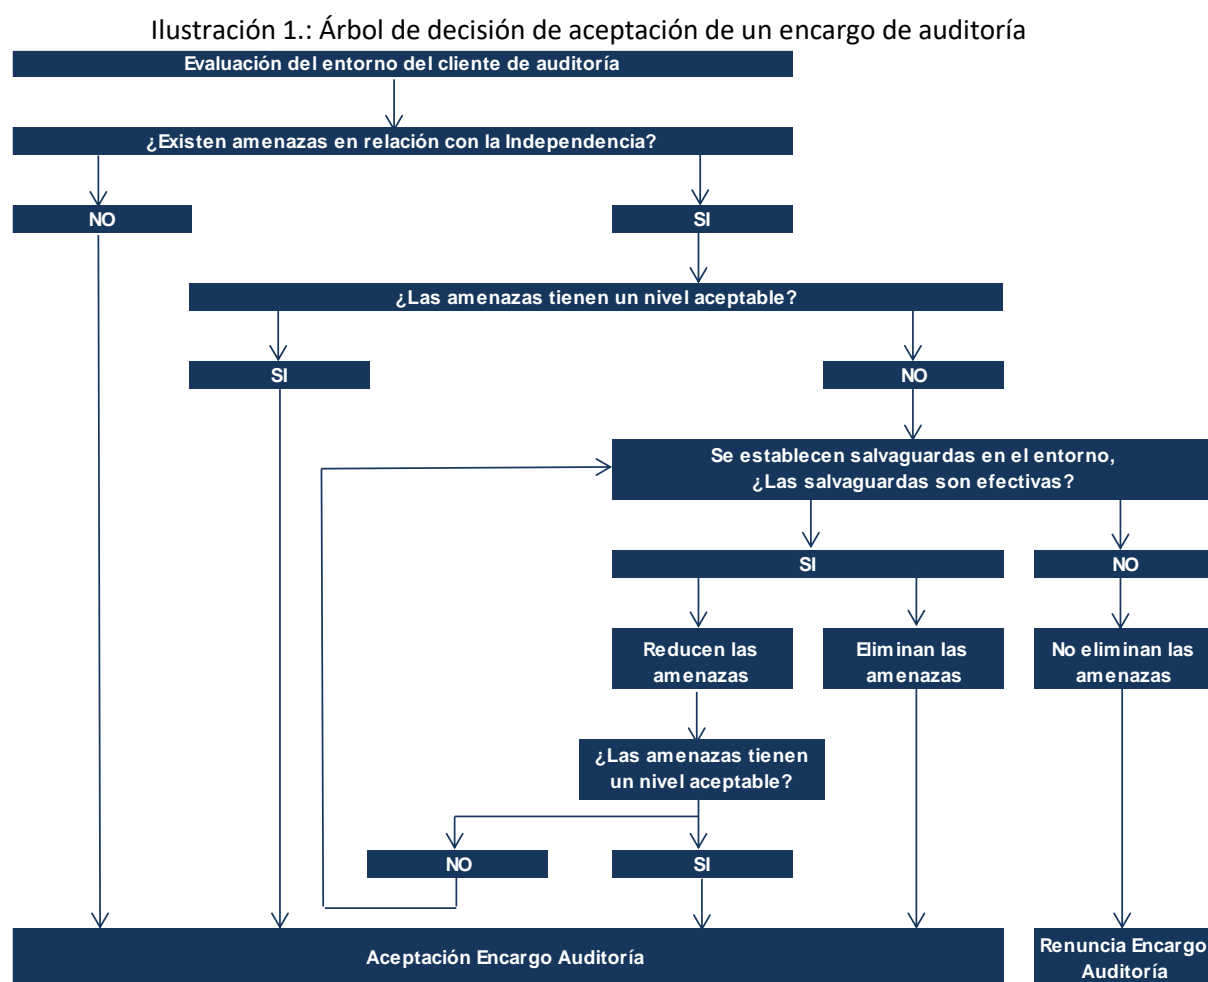 Ilustración 1.: Árbol de decisión de aceptación de un encargo de auditoría
Evaluación del entorno del cliente de auditoría
¿Existen amenazas en relación con la Independencia?
NO
SI
¿Las amenazas tienen un nivel aceptable?
SI
NO
Se establecen salvaguardas en el entorno,
¿Las salvaguardas son efectivas?
SI
NO
Reducen las
amenazas
Eliminan las
amenazas
No eliminan las
amenazas
¿Las amenazas tienen
un nivel aceptable?
NO
SI
Aceptación Encargo Auditoría
Renuncia Encargo
Auditoría